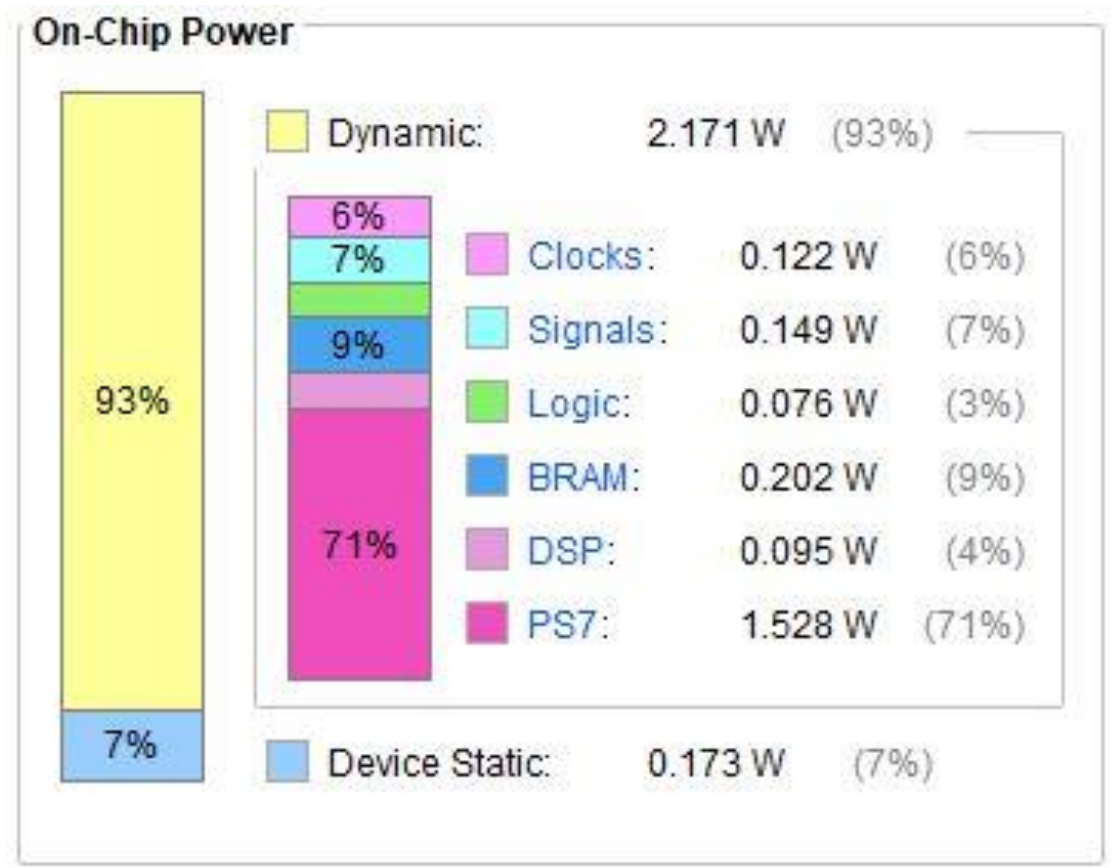 On-Chip Power
Dynamic: 2.171 W (93%)
6%
Clocks: 0.122 W (6%)
7%
Signals: 0.149 W (7%)
9%
Logic: 0.076 W (3%)
93%
BRAM: 0.202 W (9%)
71%
DSP: 0.095 W (4%)
PS7: 1.528 W (71%)
7%
Device Static: 0.173 W (7%)